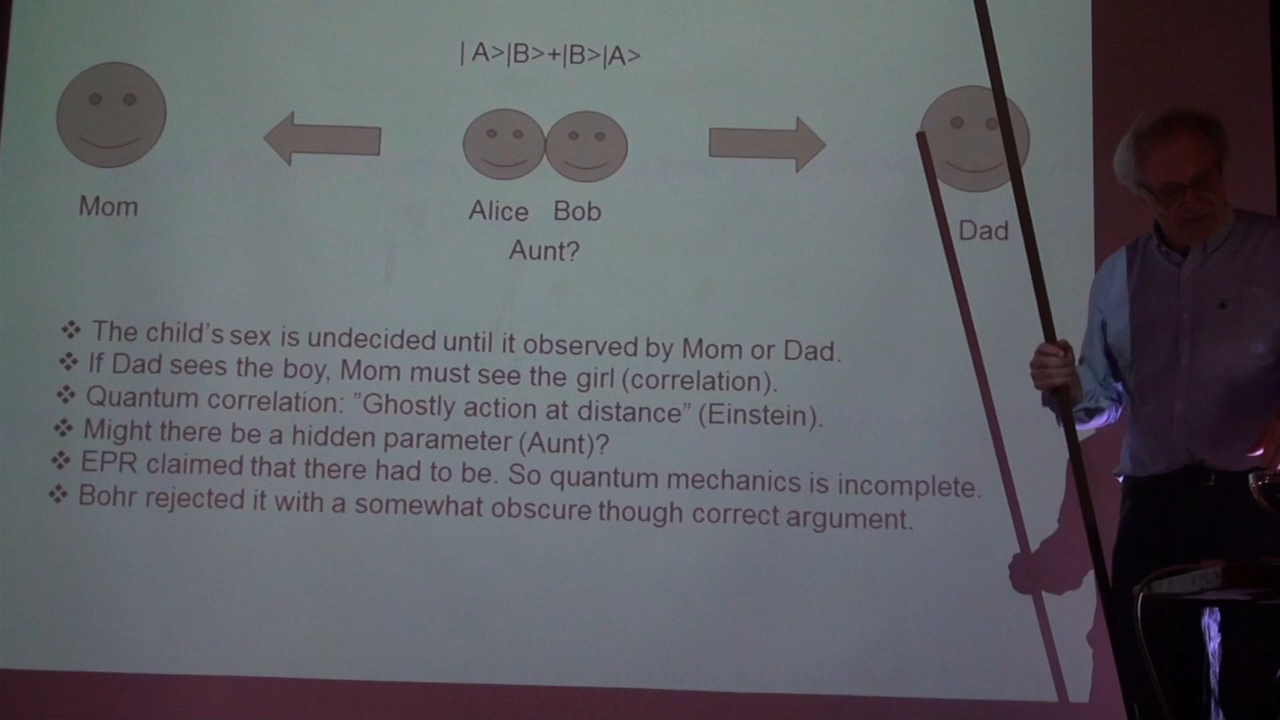 | A>|B>+|B>|A>
Mom
Alice Bob
Dad
Aunt?
❖ The child's sex is undecided until it observed by Mom or Dad.
❖ If Dad sees the boy, Mom must see the girl (correlation).
❖ Quantum correlation: ”Ghostly action at distance” (Einstein).
❖ Might there be a hidden parameter (Aunt)?
❖ EPR claimed that there had to be. So quantum mechanics is incomplete.
❖ Bohr rejected it with a somewhat obscure though correct argument.